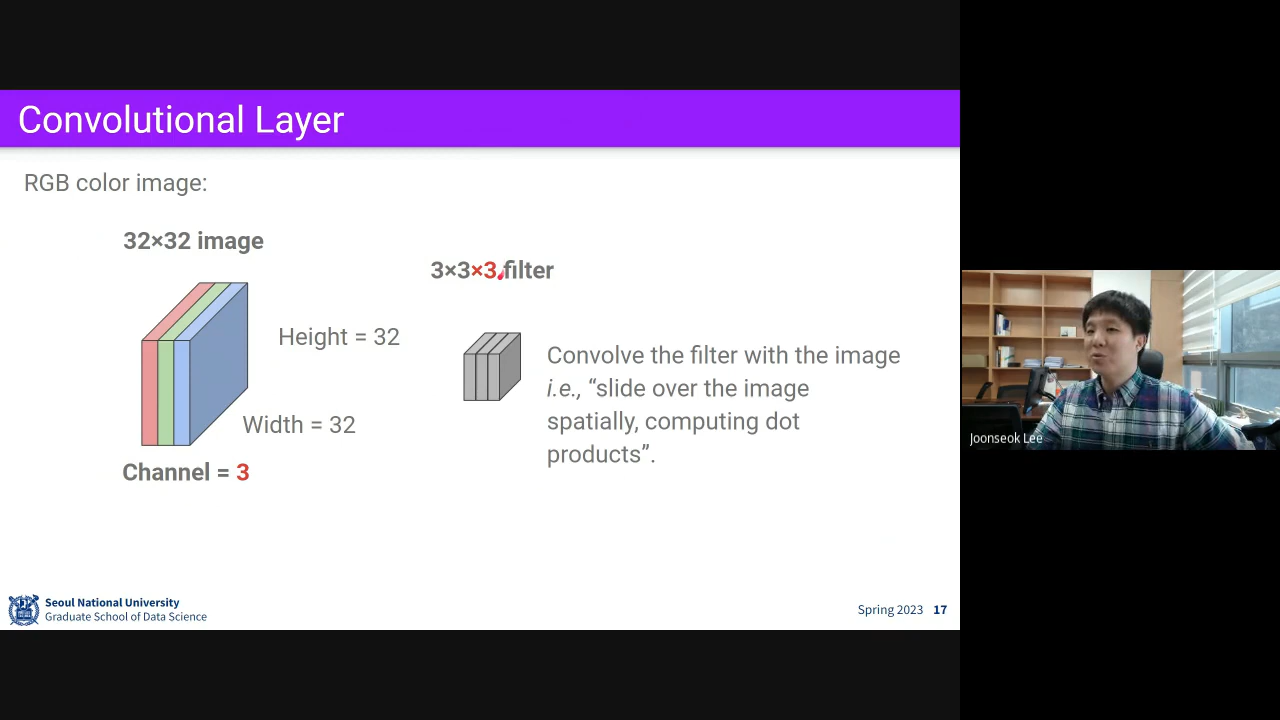 Convolutional Layer
RGB color image:
32×32 image
3×3×3 filter
Height = 32
Convolve the filter with the image
i.e., “slide over the image
spatially, computing dot
products”.
Width = 32
Channel = 3
Joonseok Lee
Seoul National University
Graduate School of Data Science
Spring 2023 17